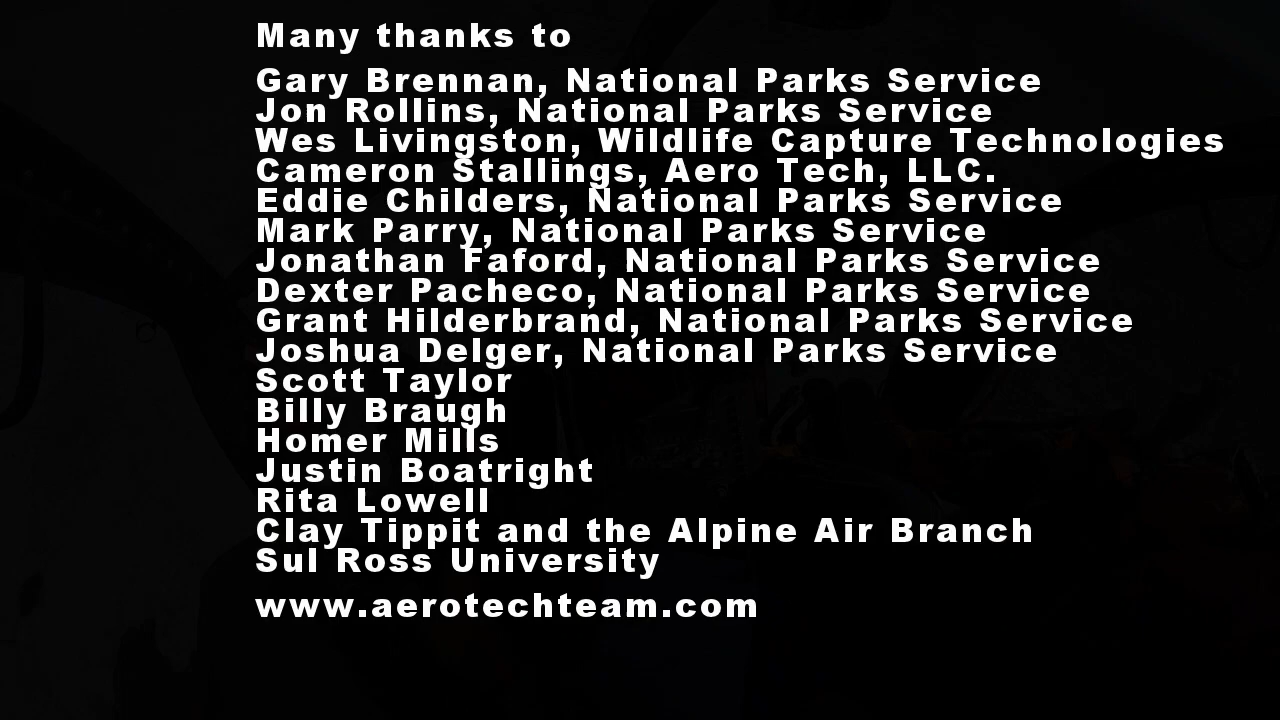 Many thanks to
Gary Brennan, National Parks Service
Jon Rollins, National Parks Service
Wes Livingston, Wildlife Capture Technologies
Cameron Stallings, Aero Tech, LLC.
Eddie Childers, National Parks Service
Mark Parry, National Parks Service
Jonathan Faford, National Parks Service
Dexter Pacheco, National Parks Service
Grant Hilderbrand, National Parks Service
Joshua Delger, National Parks Service
Scott Taylor
Billy Braugh
Homer Mills
Justin Boatright
Rita Lowell
Clay Tippit and the Alpine Air Branch
Sul Ross University
www.aerotechteam.com